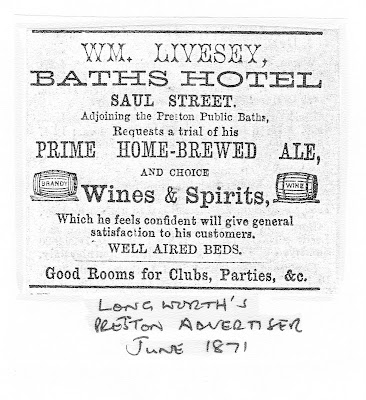 WM. LIVESEY,
BATHS HOTEL
SAUL STREET.
Adjoining the Preston Public Baths,
Requests a trial of his
PRIME HOME-BREWED ALE,
AND CHOICE
BRANDY Wines & Spirits, WINE
Which he feels confident will give general
satisfaction to his customers.
WELL AIRED BEDS.
Good Rooms for Clubs, Parties, &c.
LONGWORTH'S
PRESTON ADVERTISER
JUNE 1871